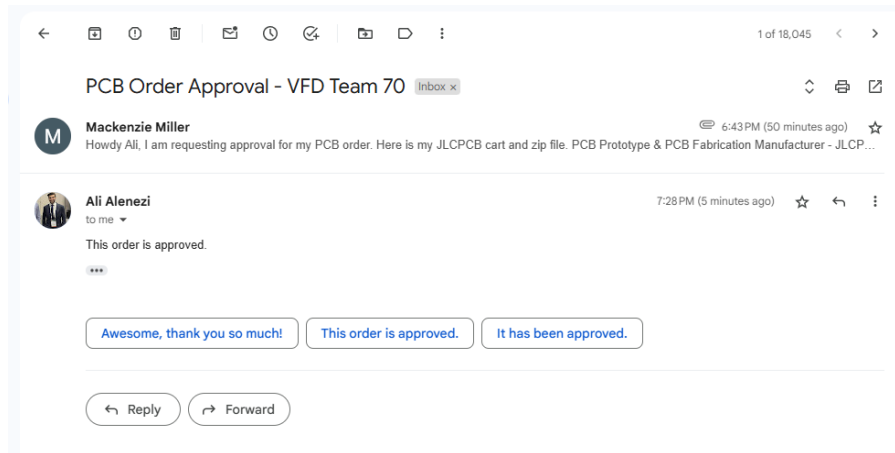 1 of 18,045
PCB Order Approval - VFD Team 70 Inbox ×
M
Mackenzie Miller 6:43 PM (50 minutes ago)
Howdy Ali, I am requesting approval for my PCB order. Here is my JLCPCB cart and zip file. PCB Prototype & PCB Fabrication Manufacturer - JLCP…
Ali Alenezi 7:28 PM (5 minutes ago)
to me
This order is approved.
Awesome, thank you so much! This order is approved. It has been approved.
Reply Forward